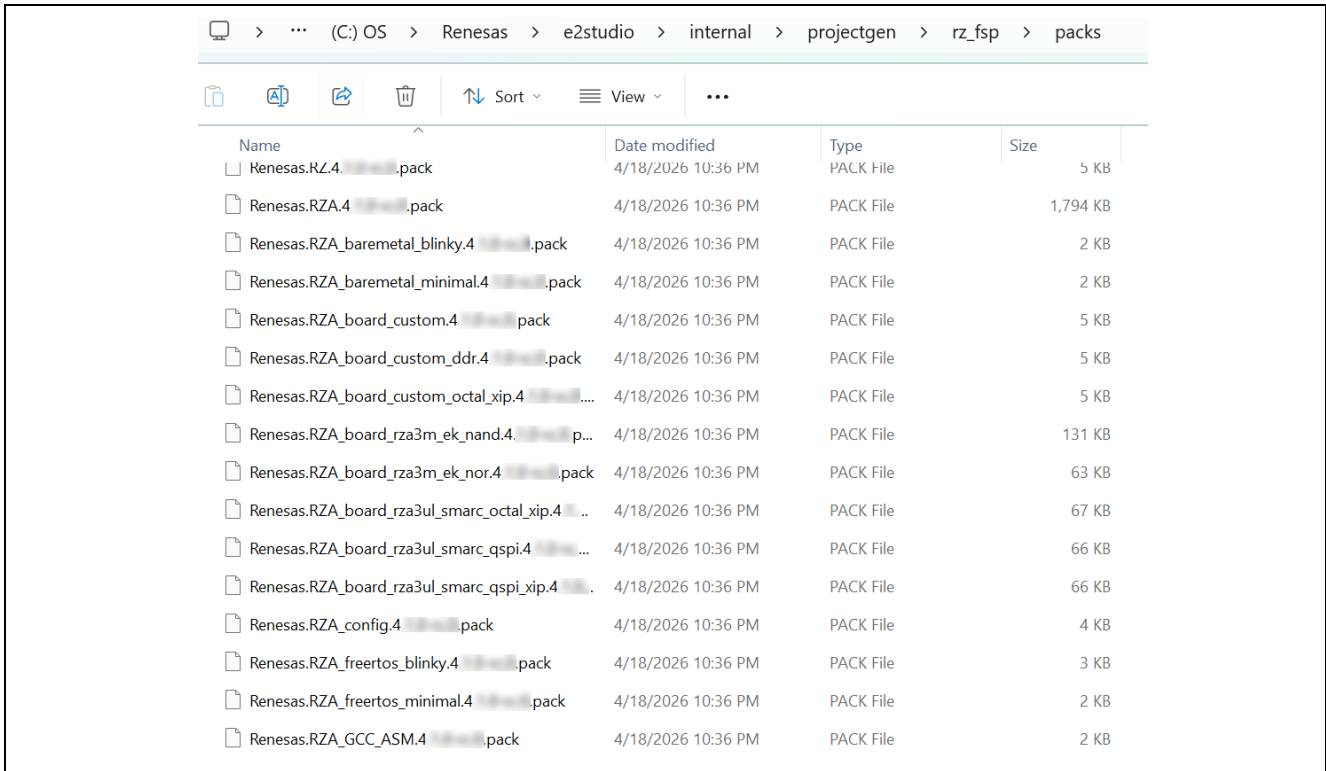 > ... (C:) OS > Renesas > e2studio > internal > projectgen > rz_fsp > packs
Sort View ...
Name Date modified Type Size
Renesas.RZ.4. .pack 4/18/2026 10:36 PM PACK File 5 KB
Renesas.RZA.4 .pack 4/18/2026 10:36 PM PACK File 1,794 KB
Renesas.RZA_baremetal_blinky.4 .pack 4/18/2026 10:36 PM PACK File 2 KB
Renesas.RZA_baremetal_minimal.4 .pack 4/18/2026 10:36 PM PACK File 2 KB
Renesas.RZA_board_custom.4 pack 4/18/2026 10:36 PM PACK File 5 KB
Renesas.RZA_board_custom_ddr.4 .pack 4/18/2026 10:36 PM PACK File 5 KB
Renesas.RZA_board_custom_octal_xip.4 .... 4/18/2026 10:36 PM PACK File 5 KB
Renesas.RZA_board_rza3m_ek_nand.4. p... 4/18/2026 10:36 PM PACK File 131 KB
Renesas.RZA_board_rza3m_ek_nor.4 .pack 4/18/2026 10:36 PM PACK File 63 KB
Renesas.RZA_board_rza3ul_smarc_octal_xip.4 .. 4/18/2026 10:36 PM PACK File 67 KB
Renesas.RZA_board_rza3ul_smarc_qspi.4 ... 4/18/2026 10:36 PM PACK File 66 KB
Renesas.RZA_board_rza3ul_smarc_qspi_xip.4 . 4/18/2026 10:36 PM PACK File 66 KB
Renesas.RZA_config.4 .pack 4/18/2026 10:36 PM PACK File 4 KB
Renesas.RZA_freertos_blinky.4 .pack 4/18/2026 10:36 PM PACK File 3 KB
Renesas.RZA_freertos_minimal.4 .pack 4/18/2026 10:36 PM PACK File 2 KB
Renesas.RZA_GCC_ASM.4 .pack 4/18/2026 10:36 PM PACK File 2 KB